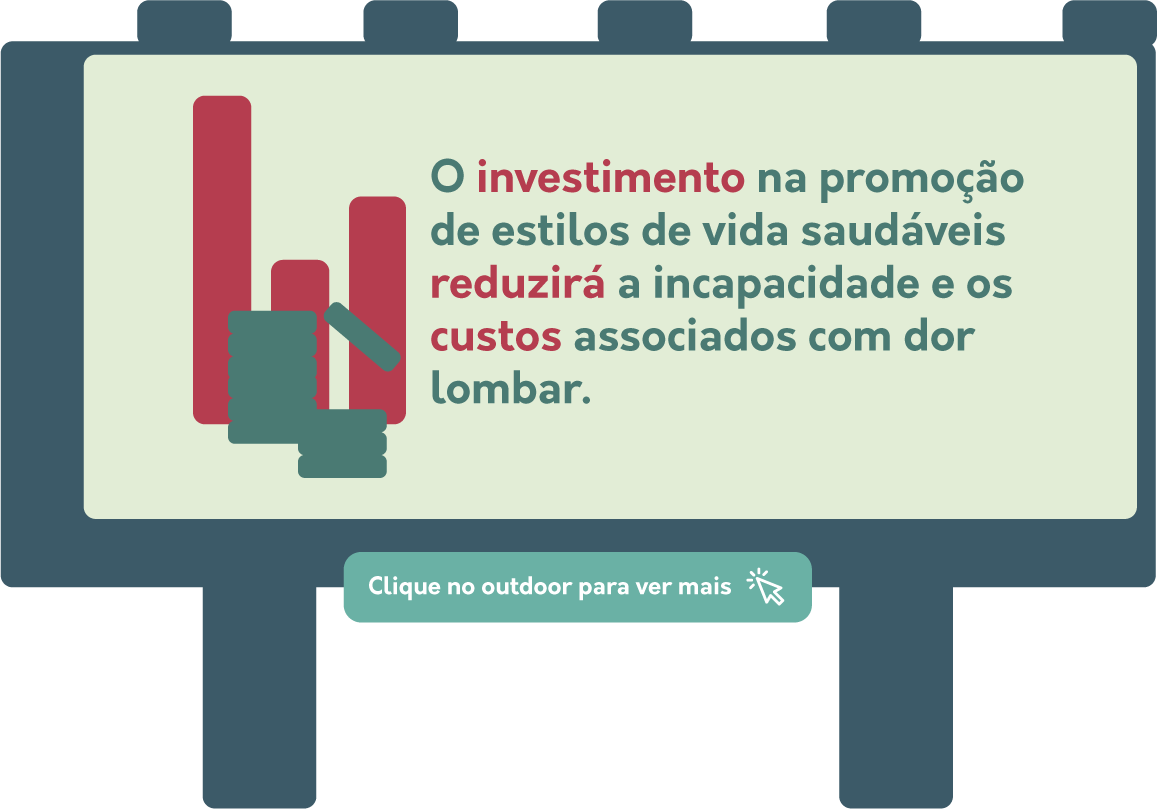 O investimento na promoção
de estilos de vida saudáveis
reduzirá a incapacidade e os
custos associados com dor
lombar.
Clique no outdoor para ver mais